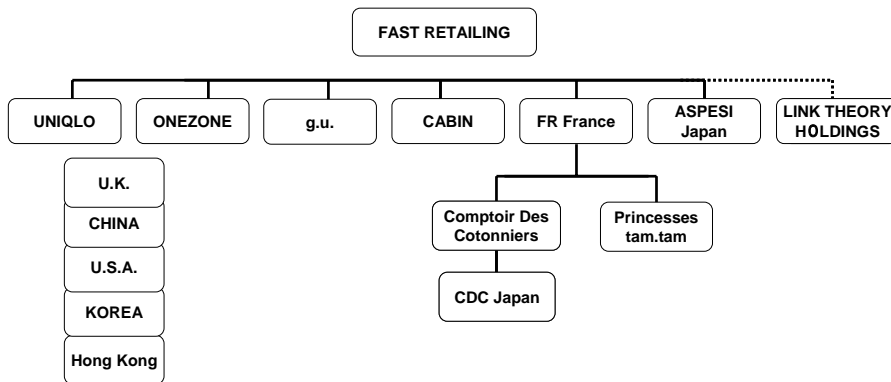 FAST RETAILING
UNIQLO
ONEZONE
g.u.
CABIN
FR France
ASPESI
Japan
LINK THEORY
H0LDINGS
U.K.
CHINA
U.S.A.
KOREA
Hong Kong
Comptoir Des
Cotonniers
Princesses
tam.tam
CDC Japan